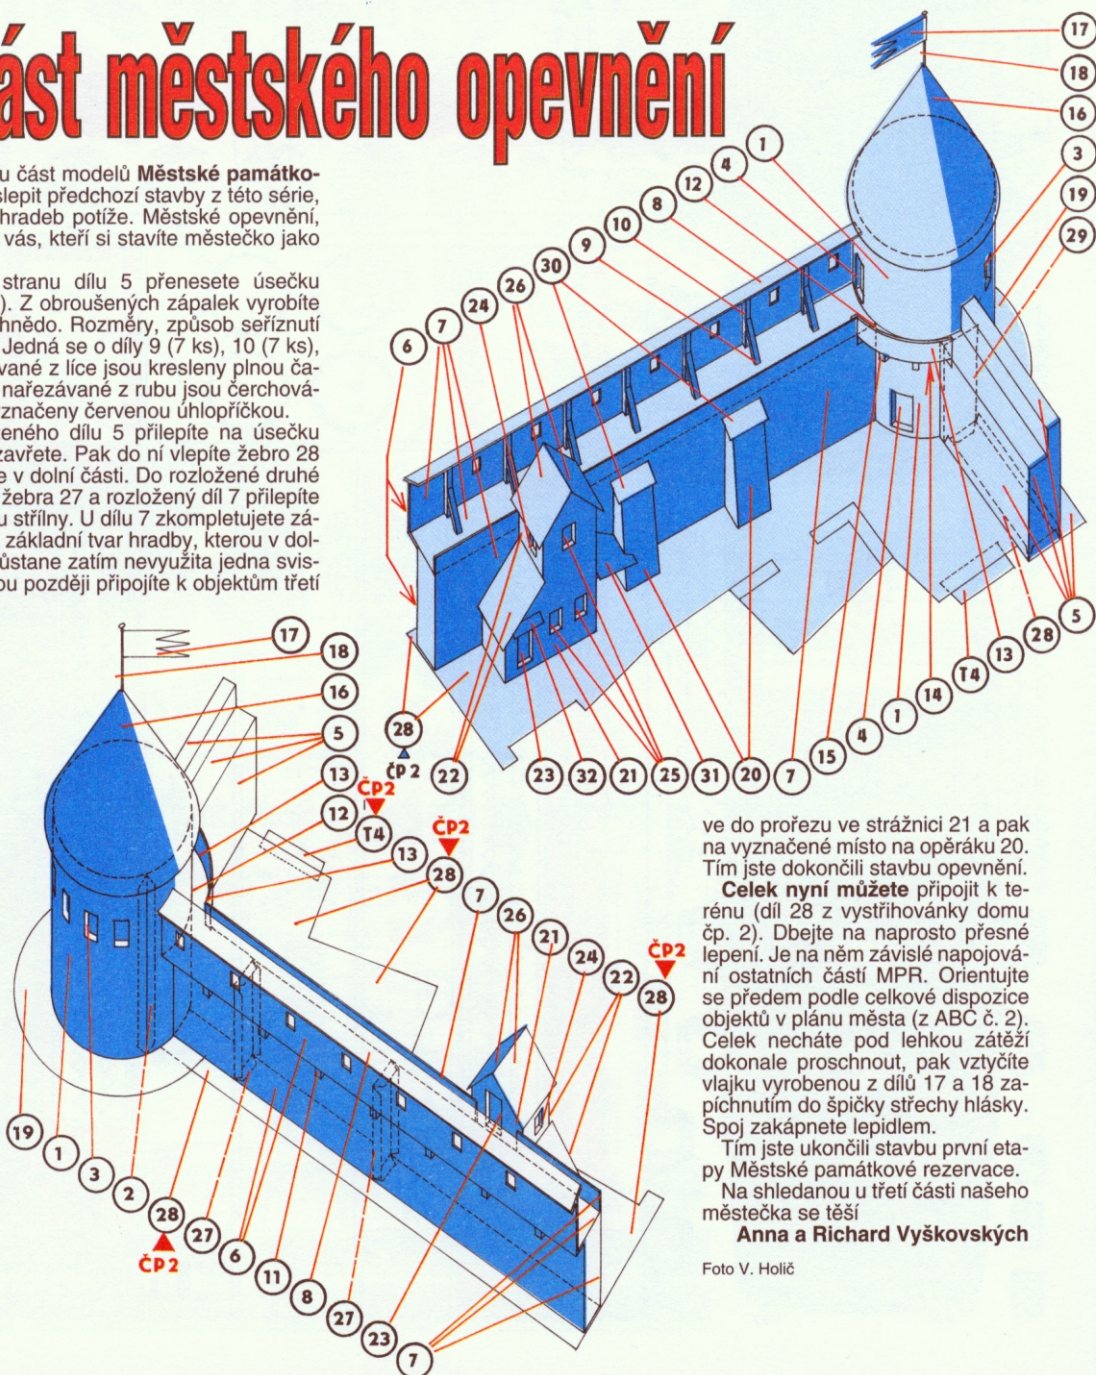 ást městského opevnění
u část modelů Městské památko-
slepit předchozí stavby z této série,
hradeb potíže. Městské opevnění,
vás, kteří si stavíte městečko jako
stranu dílu 5 přenesete úsečku
). Z obroušených zápalek vyrobíte
hnědo. Rozměry, způsob seříznutí
Jedná se o díly 9 (7 ks), 10 (7 ks),
vané z líce jsou kresleny plnou ča-
nařezávané z rubu jsou čerchová-
značeny červenou úhlopříčkou.
eného dílu 5 přilepíte na úsečku
zavřete. Pak do ní vlepíte žebro 28
e v dolní části. Do rozložené druhé
žebra 27 a rozložený díl 7 přilepíte
u střílny. U dílu 7 zkompletujete zá-
základní tvar hradby, kterou v dol-
ůstane zatím nevyužita jedna svis-
ou později připojíte k objektům třetí
17
18
16
3
19
29
1
4
12
8
10
9
30
26
24
7
6
5
28
13
T4
14
1
4
15
7
20
31
25
21
32
23
22
28
ČP 2
17
18
16
5
13
12
ČP2
T4
13
ČP2
28
7
26
21
24
22
ČP2
28
19
1
3
2
28
ČP2
27
6
11
8
27
23
7
ve do prořezu ve strážnici 21 a pak
na vyznačené místo na opěráku 20.
Tím jste dokončili stavbu opevnění.
Celek nyní můžete připojit k te-
rénu (díl 28 z vystřihovánky domu
čp. 2). Dbejte na naprosto přesné
lepení. Je na něm závislé napojová-
ní ostatních částí MPR. Orientujte
se předem podle celkové dispozice
objektů v plánu města (z ABC č. 2).
Celek necháte pod lehkou zátěží
dokonale proschnout, pak vztyčíte
vlajku vyrobenou z dílů 17 a 18 za-
píchnutím do špičky střechy hlásky.
Spoj zakápnete lepidlem.
Tím jste ukončili stavbu první eta-
py Městské památkové rezervace.
Na shledanou u třetí části našeho
městečka se těší
Anna a Richard Vyškovských
Foto V. Holič